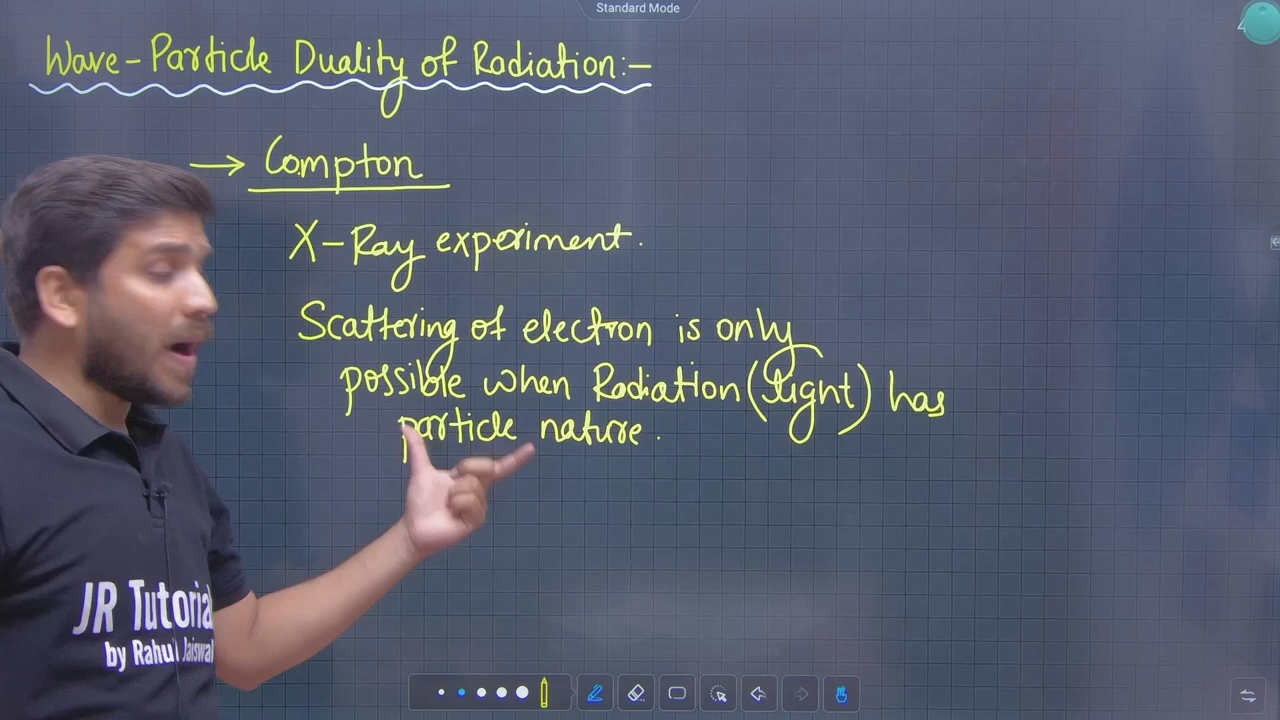 Standard Mode
Wave-Particle Duality of Radiation:-
→ Compton
X-Ray experiment.
Scattering of electron is only
possible when Radiation (Light) has
particle nature.
JR Tutorial
by Rahul Jaiswal